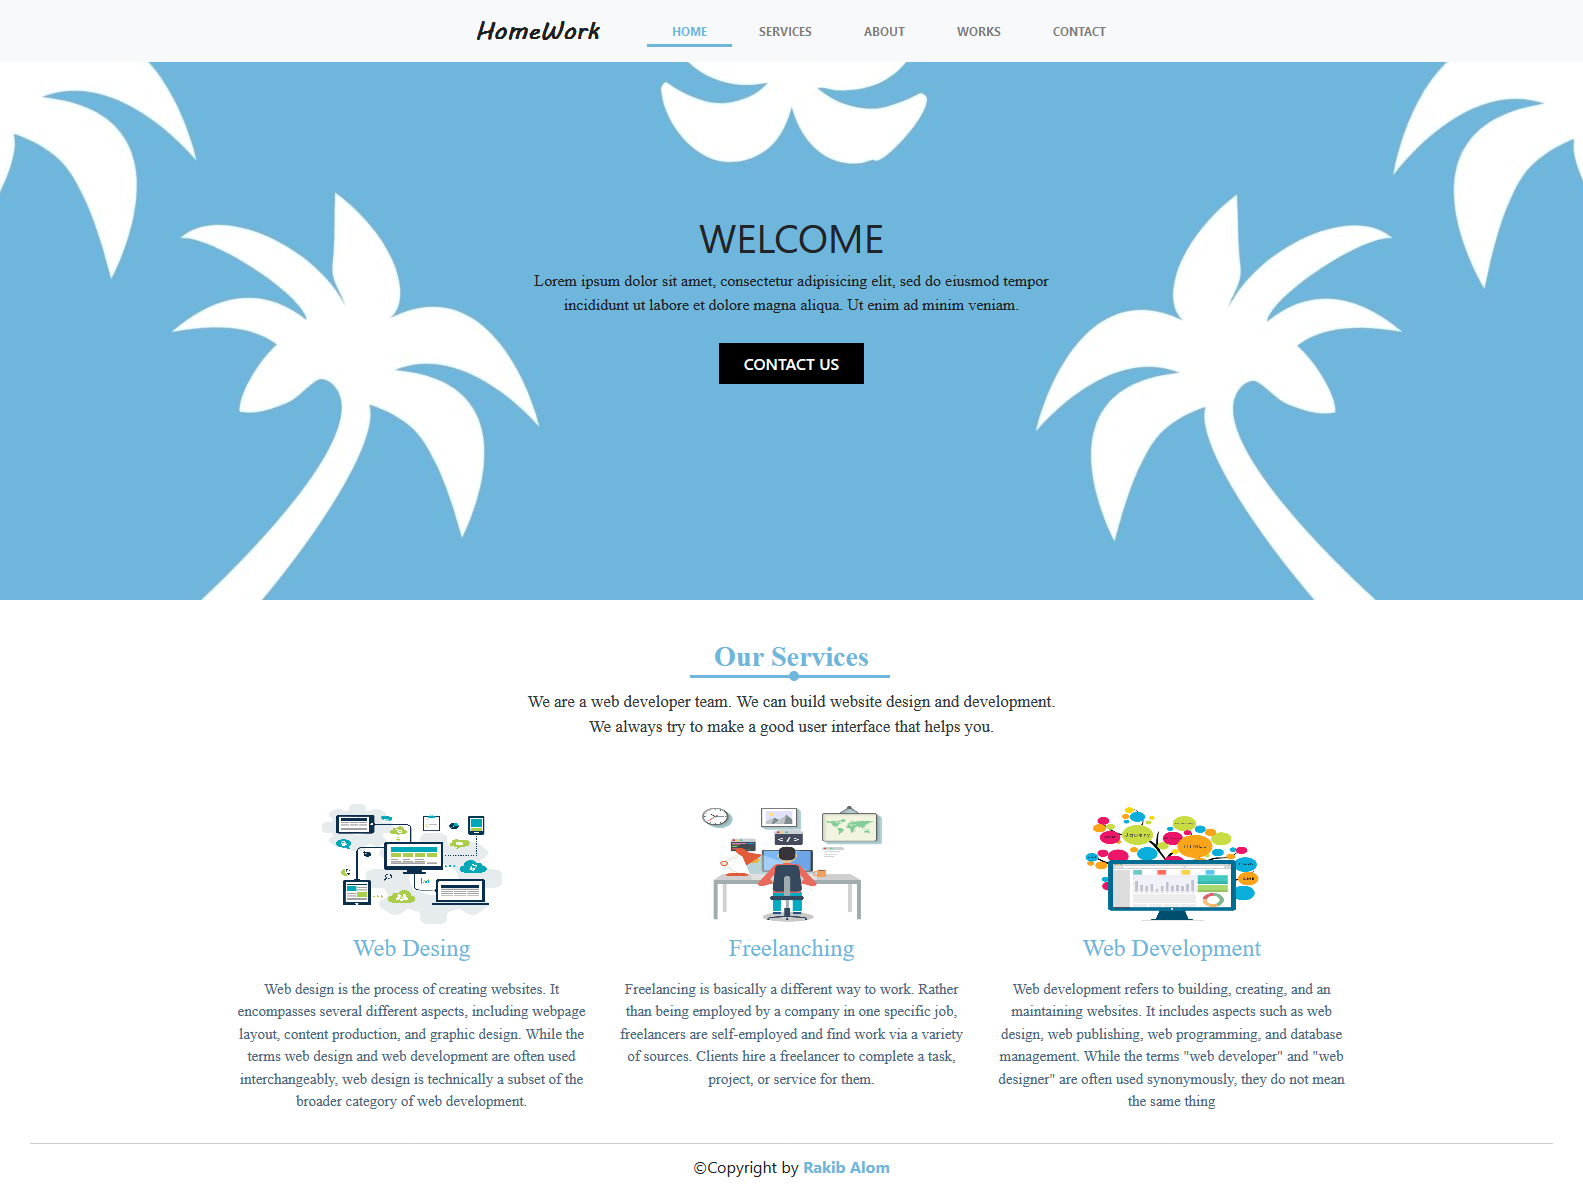 HomeWork
HOME SERVICES ABOUT WORKS CONTACT
WELCOME
Lorem ipsum dolor sit amet, consectetur adipisicing elit, sed do eiusmod tempor
incididunt ut labore et dolore magna aliqua. Ut enim ad minim veniam.
CONTACT US
Our Services
We are a web developer team. We can build website design and development.
We always try to make a good user interface that helps you.
</>
Jquery
HTML5
Web Desing
Web design is the process of creating websites. It
encompasses several different aspects, including webpage
layout, content production, and graphic design. While the
terms web design and web development are often used
interchangeably, web design is technically a subset of the
broader category of web development.
Freelanching
Freelancing is basically a different way to work. Rather
than being employed by a company in one specific job,
freelancers are self-employed and find work via a variety
of sources. Clients hire a freelancer to complete a task,
project, or service for them.
Web Development
Web development refers to building, creating, and an
maintaining websites. It includes aspects such as web
design, web publishing, web programming, and database
management. While the terms "web developer" and "web
designer" are often used synonymously, they do not mean
the same thing
©Copyright by Rakib Alom